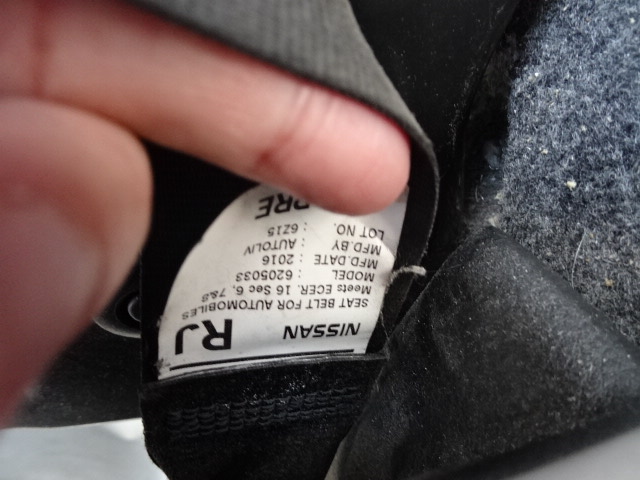 NISSAN RJ
SEAT BELT FOR AUTOMOBILES
Meets ECER. 16 Sec 6, 7&8
MODEL 6205033
MFD.DATE : 2016
MFD.BY : AUTOLIV
LOT NO. : 6Z15
PRE